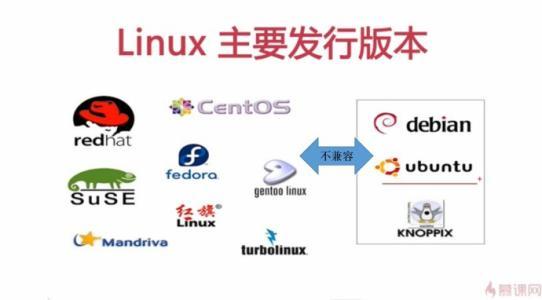 Linux 主要发行版本
redhat
CentOS
debian
fedora
不兼容
ubuntu
SuSE
gentoo linux
红旗
Linux
KNOPPIX
Mandriva
turbolinux
慕课网